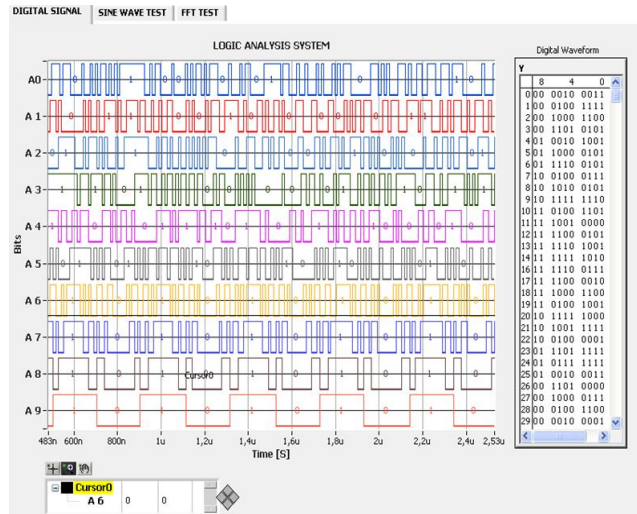 DIGITAL SIGNAL SINE WAVE TEST FFT TEST
LOGIC ANALYSIS SYSTEM
Digital Waveform
Y
8 4 0
0 00 0010 0011
1 00 0100 1111
2 00 1000 1100
3 00 1101 0101
4 01 0010 1001
5 01 1000 0101
6 01 1110 0101
7 10 0100 0111
8 10 1010 0101
9 10 1111 1110
10 11 0100 1101
11 11 1001 0000
12 11 1100 0101
13 11 1110 1001
14 11 1111 1010
15 11 1110 0111
17 11 1100 0010
18 11 1000 1100
19 11 0100 1001
20 10 1111 1000
21 10 1001 1111
22 10 0100 0101
23 01 1101 1111
24 01 0111 1111
25 01 0010 0011
26 00 1101 0000
27 00 1000 0111
28 00 0100 1100
29 00 0010 0001
A0
A 1
A 2
A 3
A 4
A 5
A 6
A 7
A 8
Cursor0
A 9
Bits
483n 600n 800n 1u 1,2u 1,4u 1,6u 1,8u 2u 2,2u 2,4u 2,53u
Time [S]
Cursor0
A 6 0 0